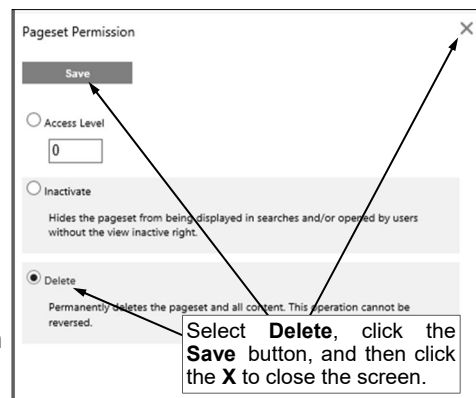 Pageset Permission
Save
Access Level
0
Inactivate
Hides the pageset from being displayed in searches and/or opened by users
without the view inactive right.
Delete
Permanently deletes the pageset and all content. This operation cannot be
reversed.
Select Delete, click the
Save button, and then click
the X to close the screen.